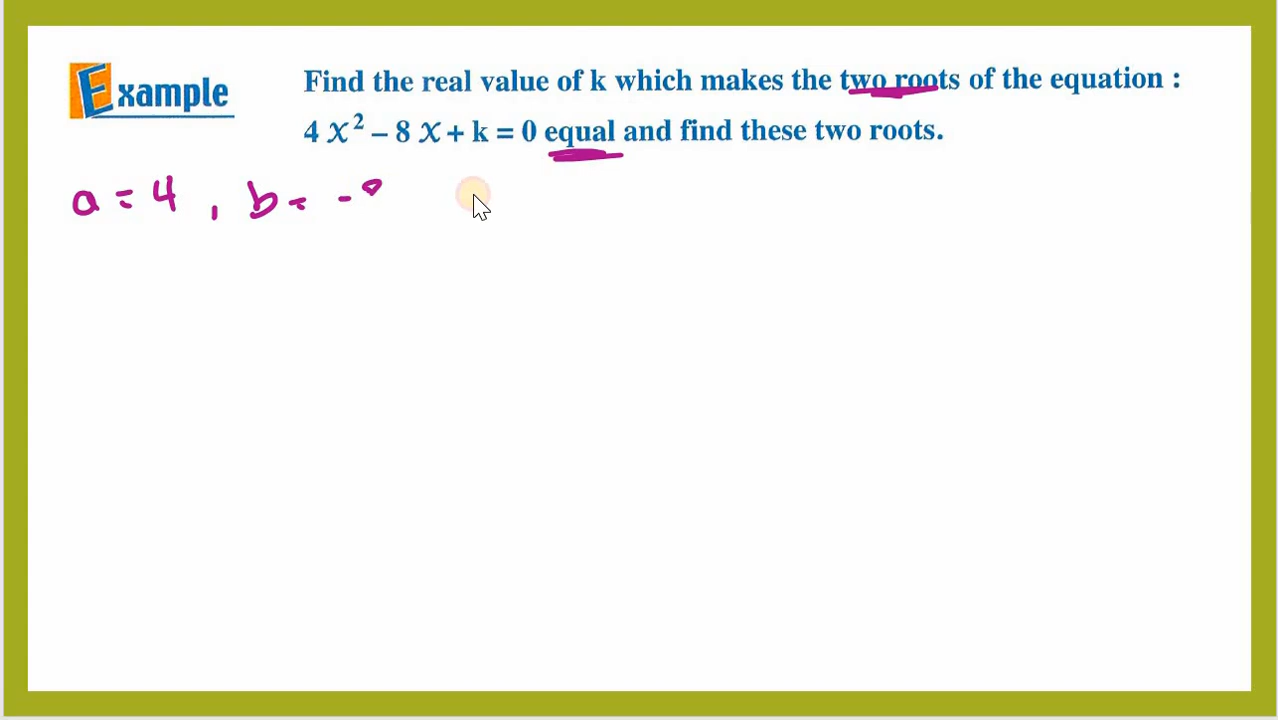 Example
Find the real value of k which makes the two roots of the equation :
4 x² – 8 x + k = 0 equal and find these two roots.
a = 4 , b = -8